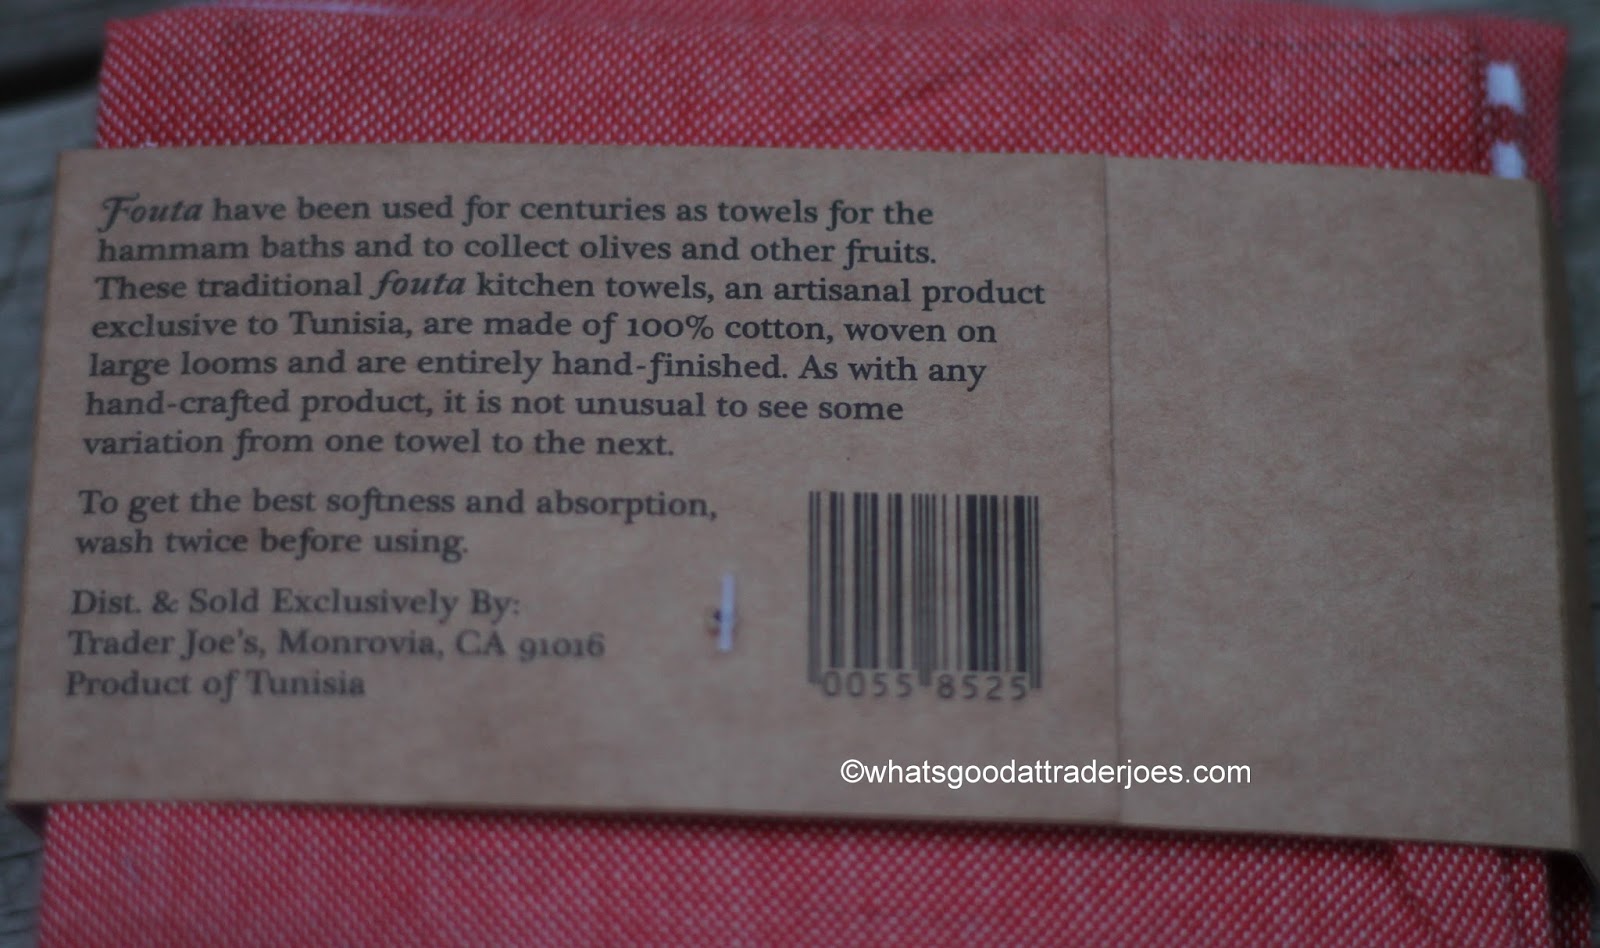 Fouta have been used for centuries as towels for the
hammam baths and to collect olives and other fruits.
These traditional fouta kitchen towels, an artisanal product
exclusive to Tunisia, are made of 100% cotton, woven on
large looms and are entirely hand-finished. As with any
hand-crafted product, it is not unusual to see some
variation from one towel to the next.
To get the best softness and absorption,
wash twice before using.
Dist. & Sold Exclusively By:
Trader Joe's, Monrovia, CA 91016
Product of Tunisia
0055 8525
©whatsgoodattraderjoes.com